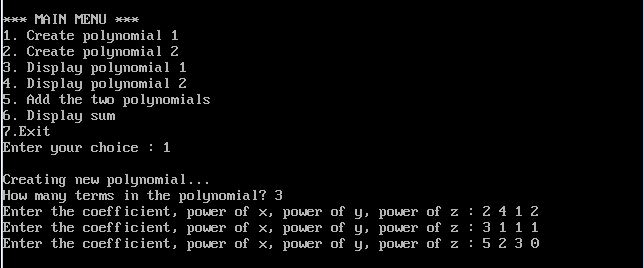 *** MAIN MENU ***
1. Create polynomial 1
2. Create polynomial 2
3. Display polynomial 1
4. Display polynomial 2
5. Add the two polynomials
6. Display sum
7.Exit
Enter your choice : 1
Creating new polynomial...
How many terms in the polynomial? 3
Enter the coefficient, power of x, power of y, power of z : 2 4 1 2
Enter the coefficient, power of x, power of y, power of z : 3 1 1 1
Enter the coefficient, power of x, power of y, power of z : 5 2 3 0